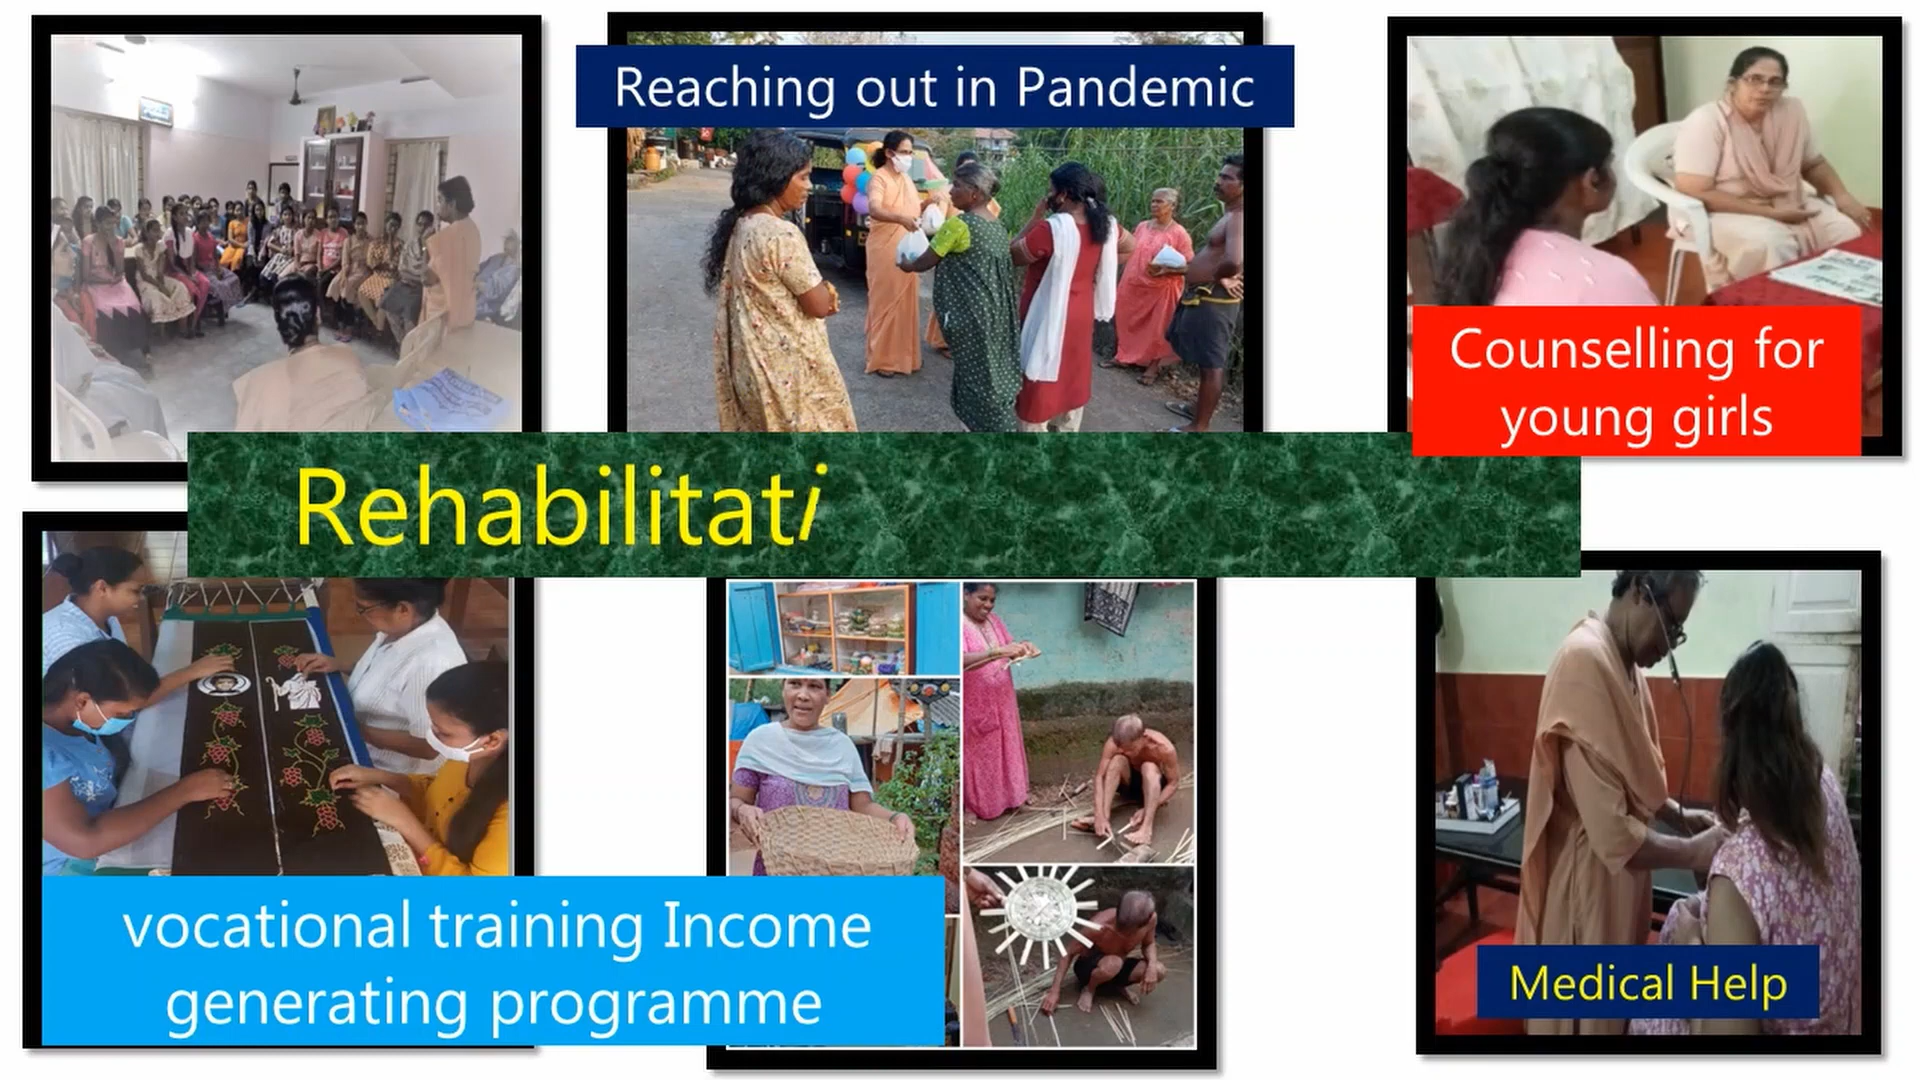 Reaching out in Pandemic
Counselling for
young girls
Rehabilitati
vocational training Income
generating programme
Medical Help